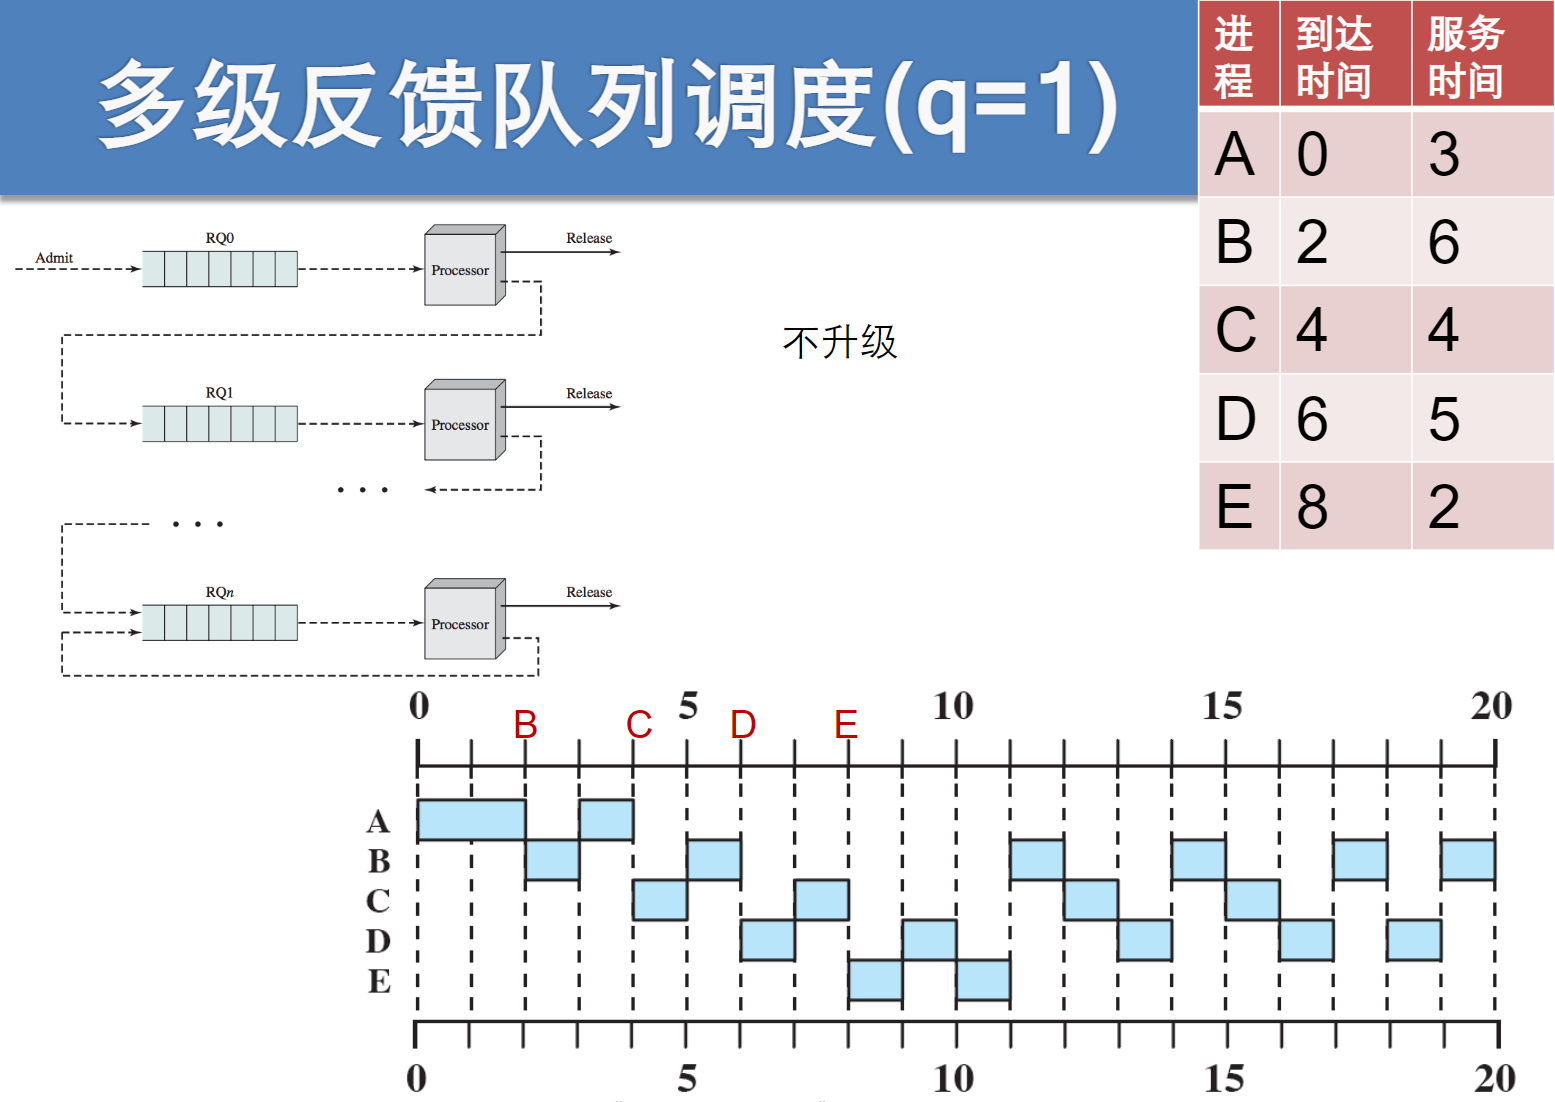 多级反馈队列调度(q=1)
进程 到达时间 服务时间
A 0 3
B 2 6
C 4 4
D 6 5
E 8 2
RQ0
Admit
Processor
Release
不升级
RQ1
Processor
Release
. . .
. . .
RQn
Processor
Release
0 5 10 15 20
B C D E
A
B
C
D
E
0 5 10 15 20